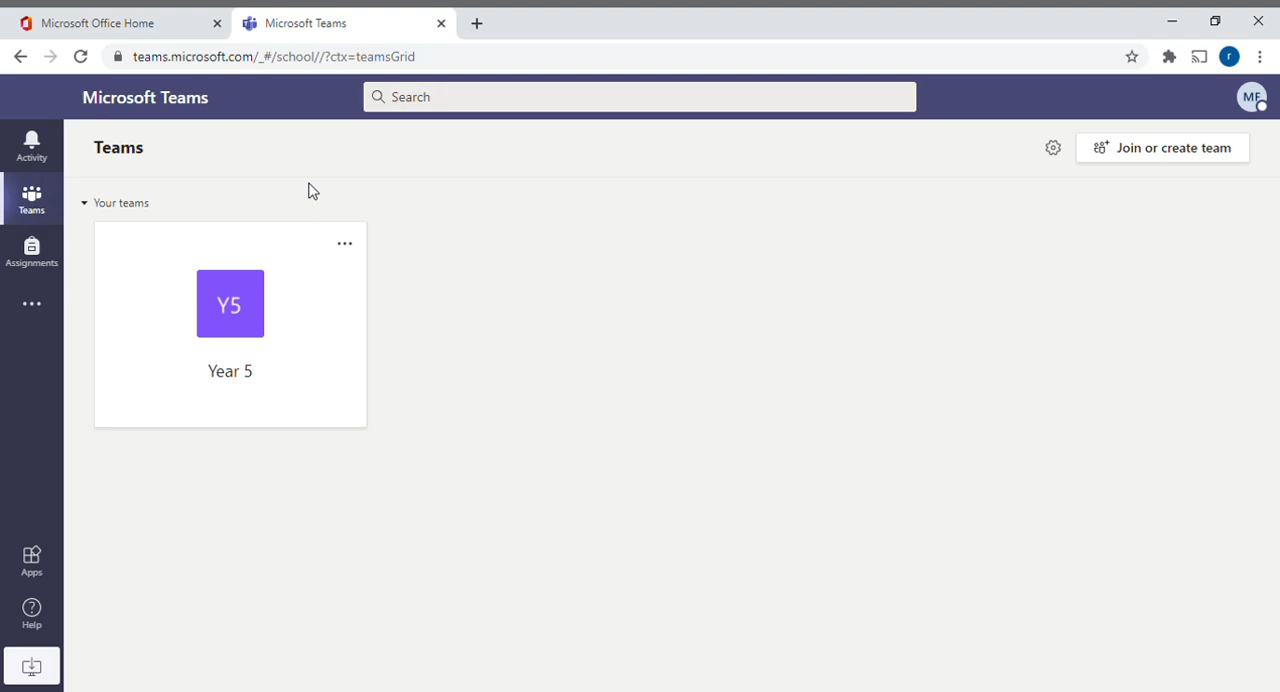 Microsoft Office Home
Microsoft Teams
teams.microsoft.com/_#/school//?ctx=teamsGrid
r
Microsoft Teams
Search
MF
Activity
Teams
Assignments
Apps
Help
Teams
Join or create team
Your teams
Y5
Year 5